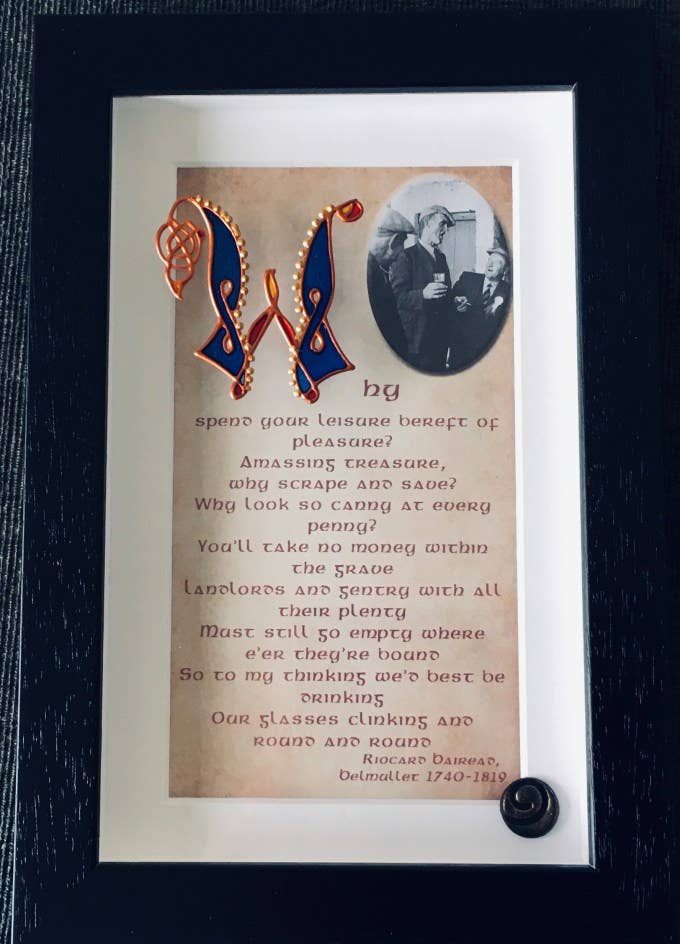 Why
spend your leisure bereft of
pleasure?
Amassing treasure,
why scrape and save?
Why look so canny at every
penny?
You'll take no money within
the grave
Landlords and gentry with all
their plenty
Must still go empty where
e'er they're bound
So to my thinking we'd best be
drinking
Our glasses clinking and
round and round
Riocard Bairead,
Belmullet 1740-1819